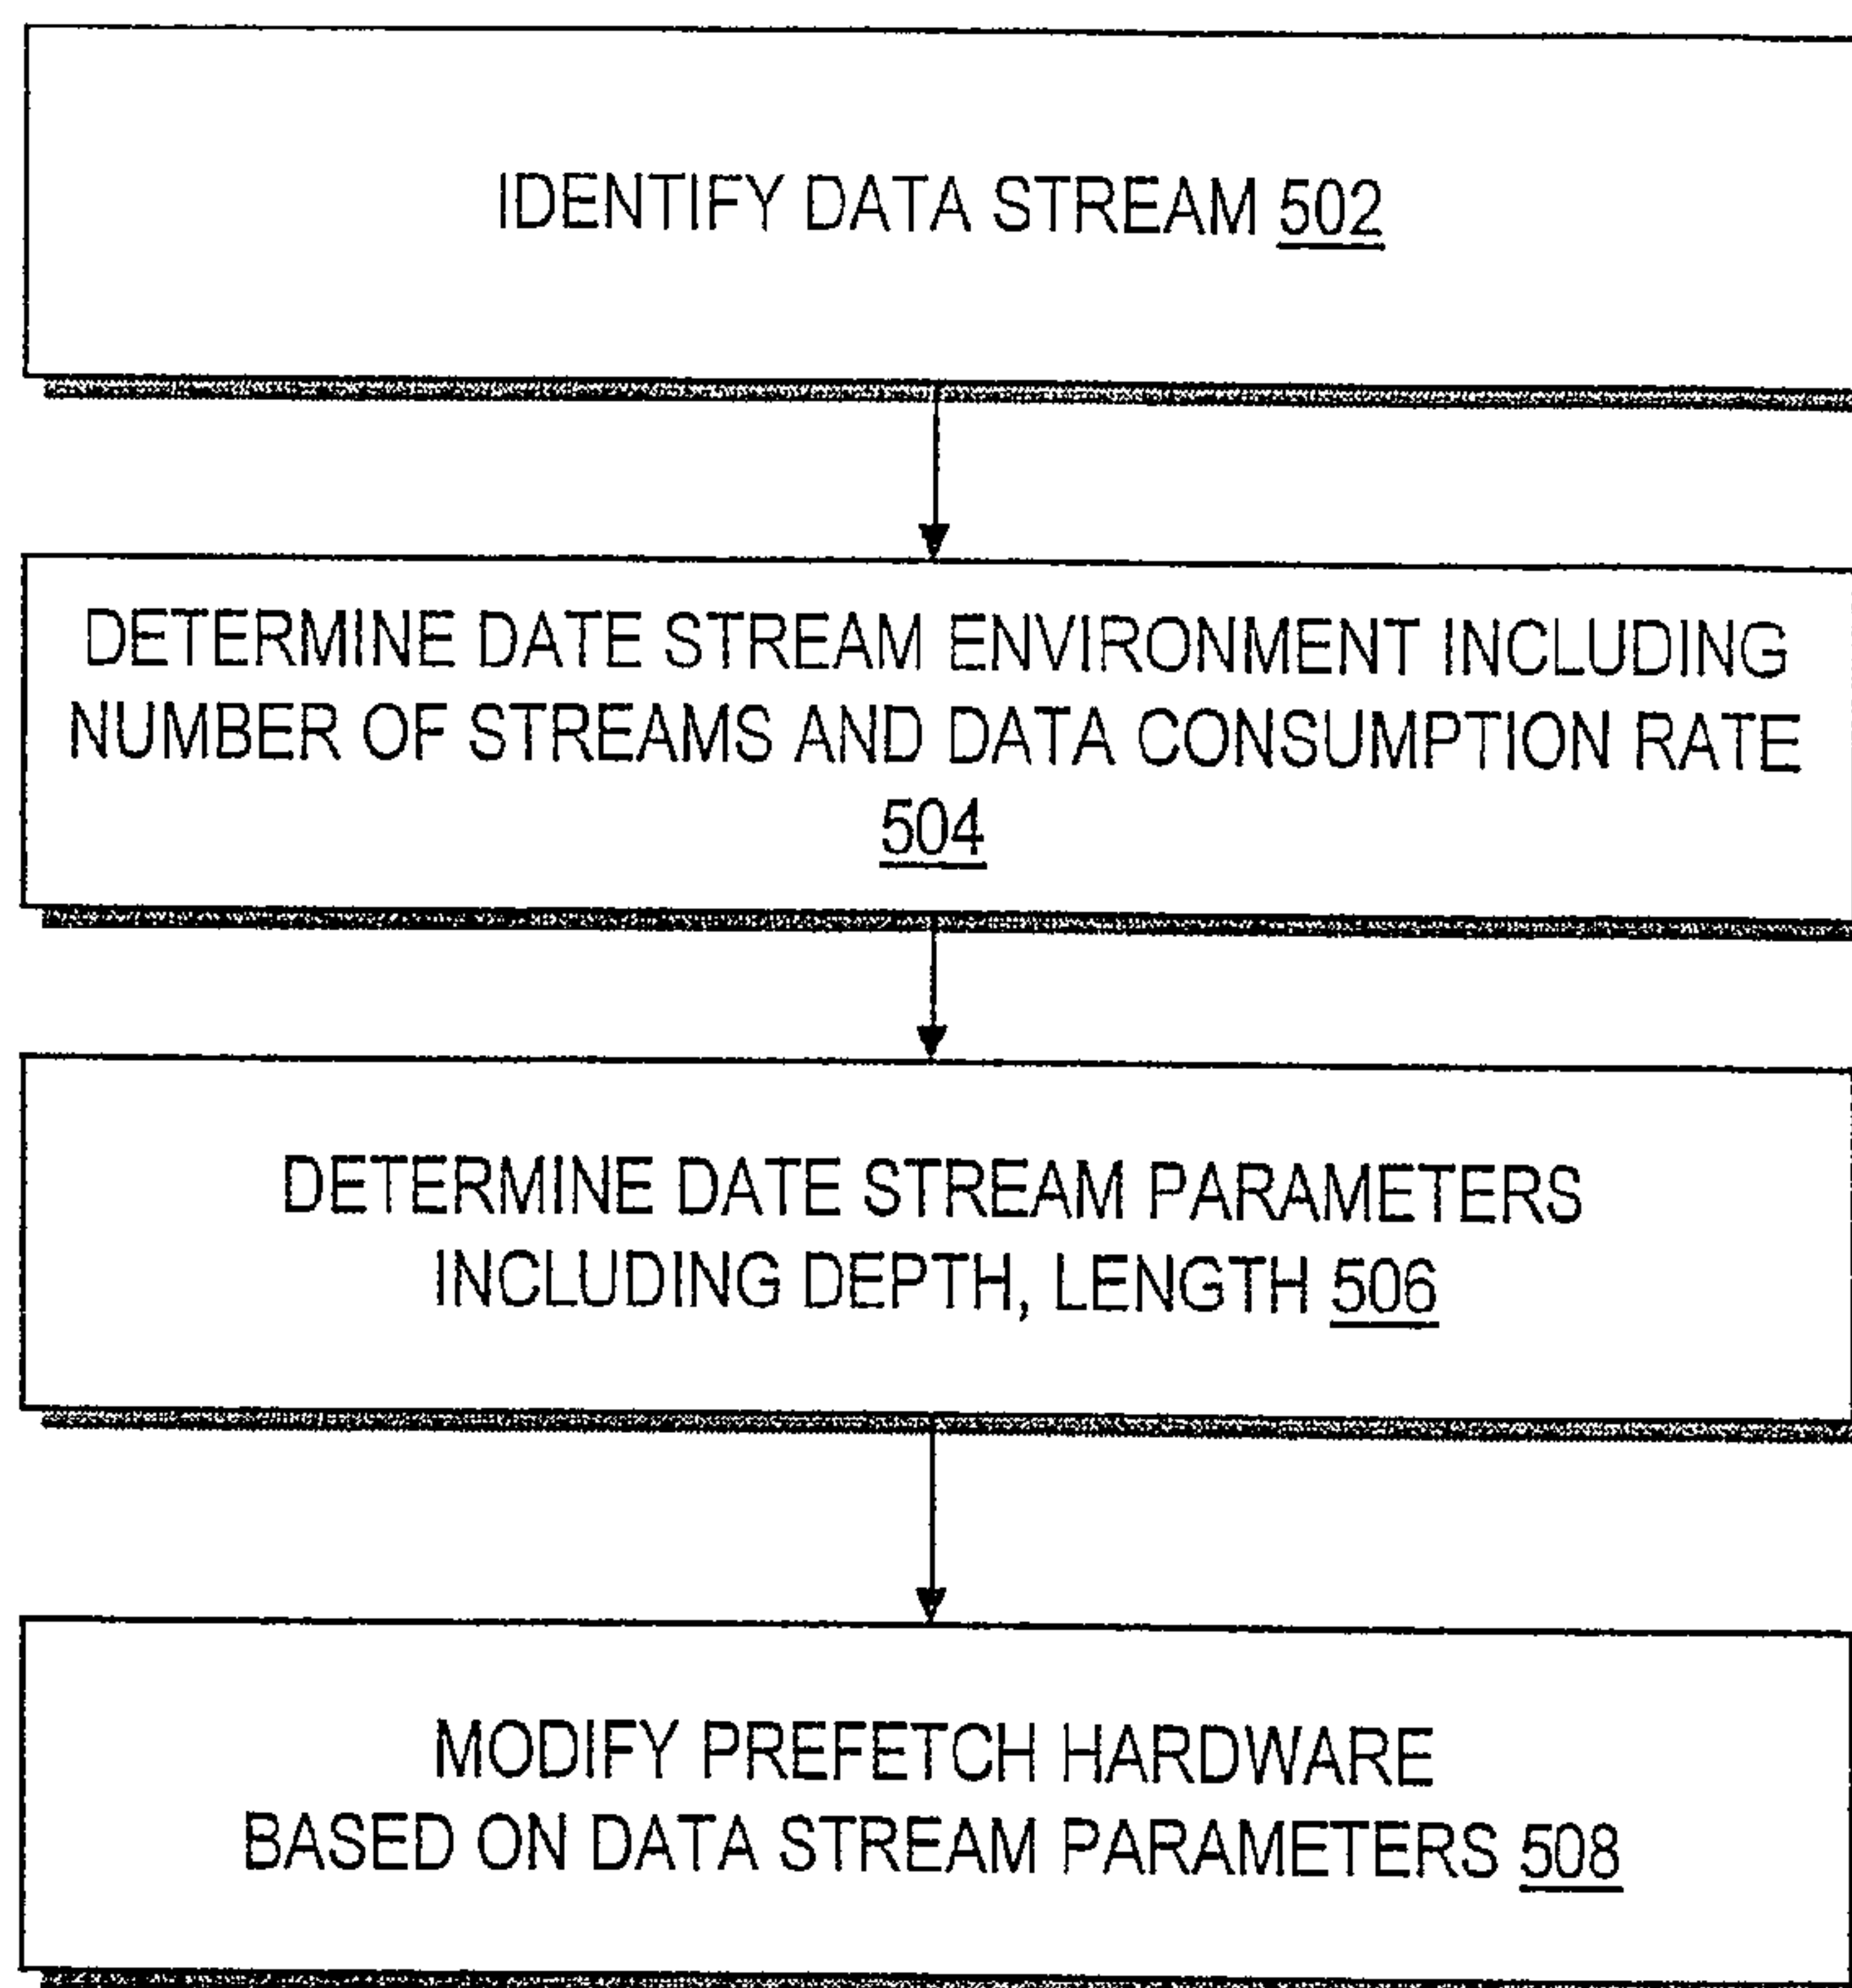 IDENTIFY DATA STREAM 502
DETERMINE DATE STREAM ENVIRONMENT INCLUDING
NUMBER OF STREAMS AND DATA CONSUMPTION RATE
504
DETERMINE DATE STREAM PARAMETERS
INCLUDING DEPTH, LENGTH 506
MODIFY PREFETCH HARDWARE
BASED ON DATA STREAM PARAMETERS 508